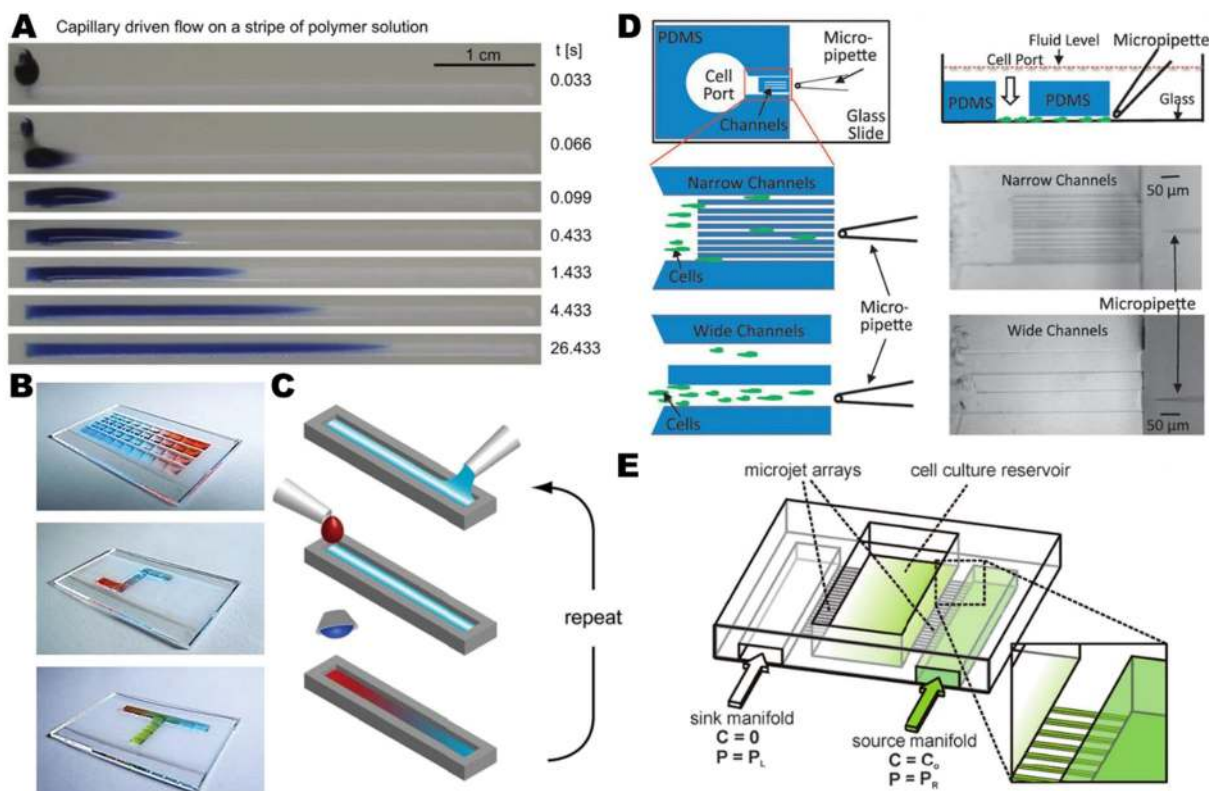 A
Capillary driven flow on a stripe of polymer solution
1 cm
t [s]
0.033
0.066
0.099
0.433
1.433
4.433
26.433
B
C
repeat
D
PDMS
Cell
Port
Channels
Micro-
pipette
Glass
Slide
Fluid Level
Cell Port
Micropipette
PDMS
PDMS
Glass
Narrow Channels
Cells
Micro-
pipette
Wide Channels
Cells
Narrow Channels
50 µm
Micropipette
Wide Channels
50 µm
E
microjet arrays
cell culture reservoir
sink manifold
C = 0
P = P_L
source manifold
C = C_o
P = P_R